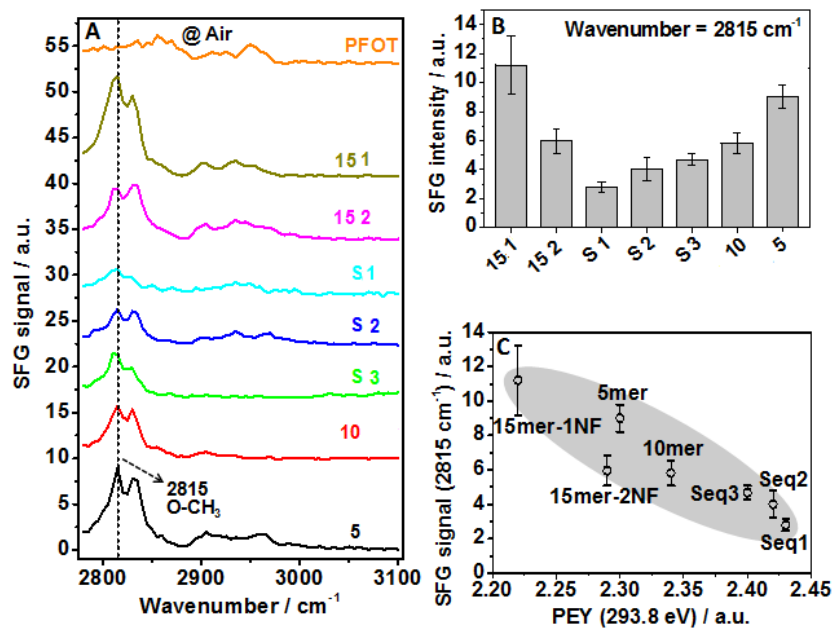 A
@ Air
PFOT
15 1
15 2
S 1
S 2
S 3
10
2815
O-CH3
5
55
50
45
40
35
30
25
20
15
10
5
0
SFG signal / a.u.
2800 2900 3000 3100
Wavenumber / cm-1
B
Wavenumber = 2815 cm-1
14
12
10
8
6
4
2
0
SFG intensity / a.u.
15 1 15 2 S 1 S 2 S 3 10 5
C
14
12
10
8
6
4
2
0
SFG signal (2815 cm-1) / a.u.
5mer
15mer-1NF
10mer
15mer-2NF
Seq3
Seq2
Seq1
2.20 2.25 2.30 2.35 2.40 2.45
PEY (293.8 eV) / a.u.